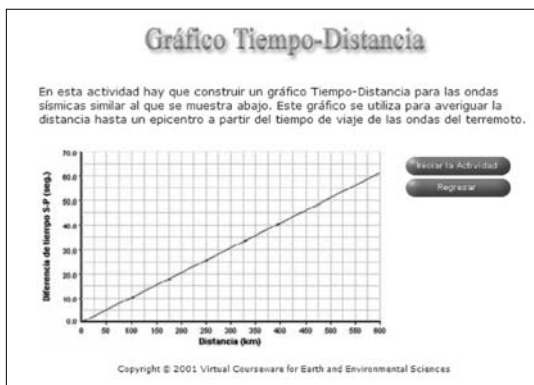 Gráfico Tiempo-Distancia
En esta actividad hay que construir un gráfico Tiempo-Distancia para las ondas
sísmicas similar al que se muestra abajo. Este gráfico se utiliza para averiguar la
distancia hasta un epicentro a partir del tiempo de viaje de las ondas del terremoto.
Iniciar la Actividad
Regresar
Diferencia de tiempo S-P (seg.)
70.0
60.0
50.0
40.0
30.0
20.0
10.0
0.0
0 50 100 150 200 250 300 350 400 450 500 550 600
Distancia (km)
Copyright © 2001 Virtual Courseware for Earth and Environmental Sciences